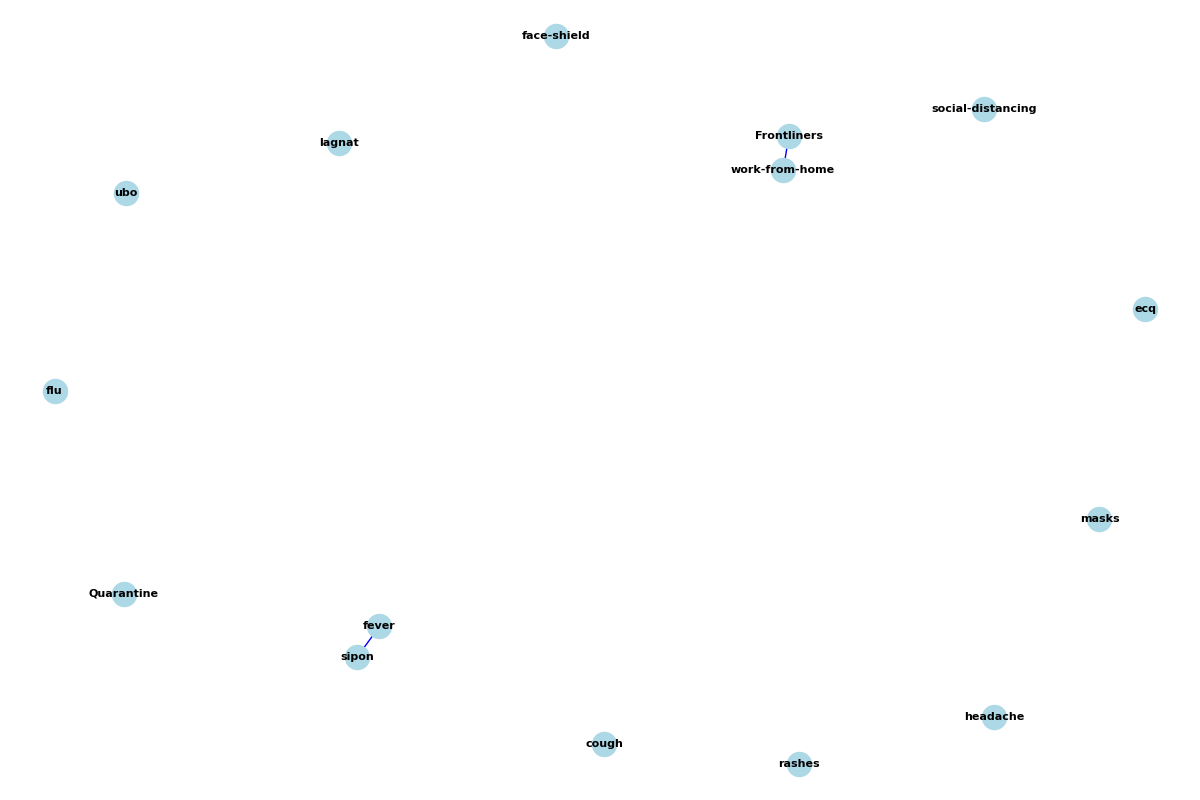 face-shield
social-distancing
Frontliners
lagnat
work-from-home
ubo
ecq
flu
masks
Quarantine
fever
sipon
headache
cough
rashes